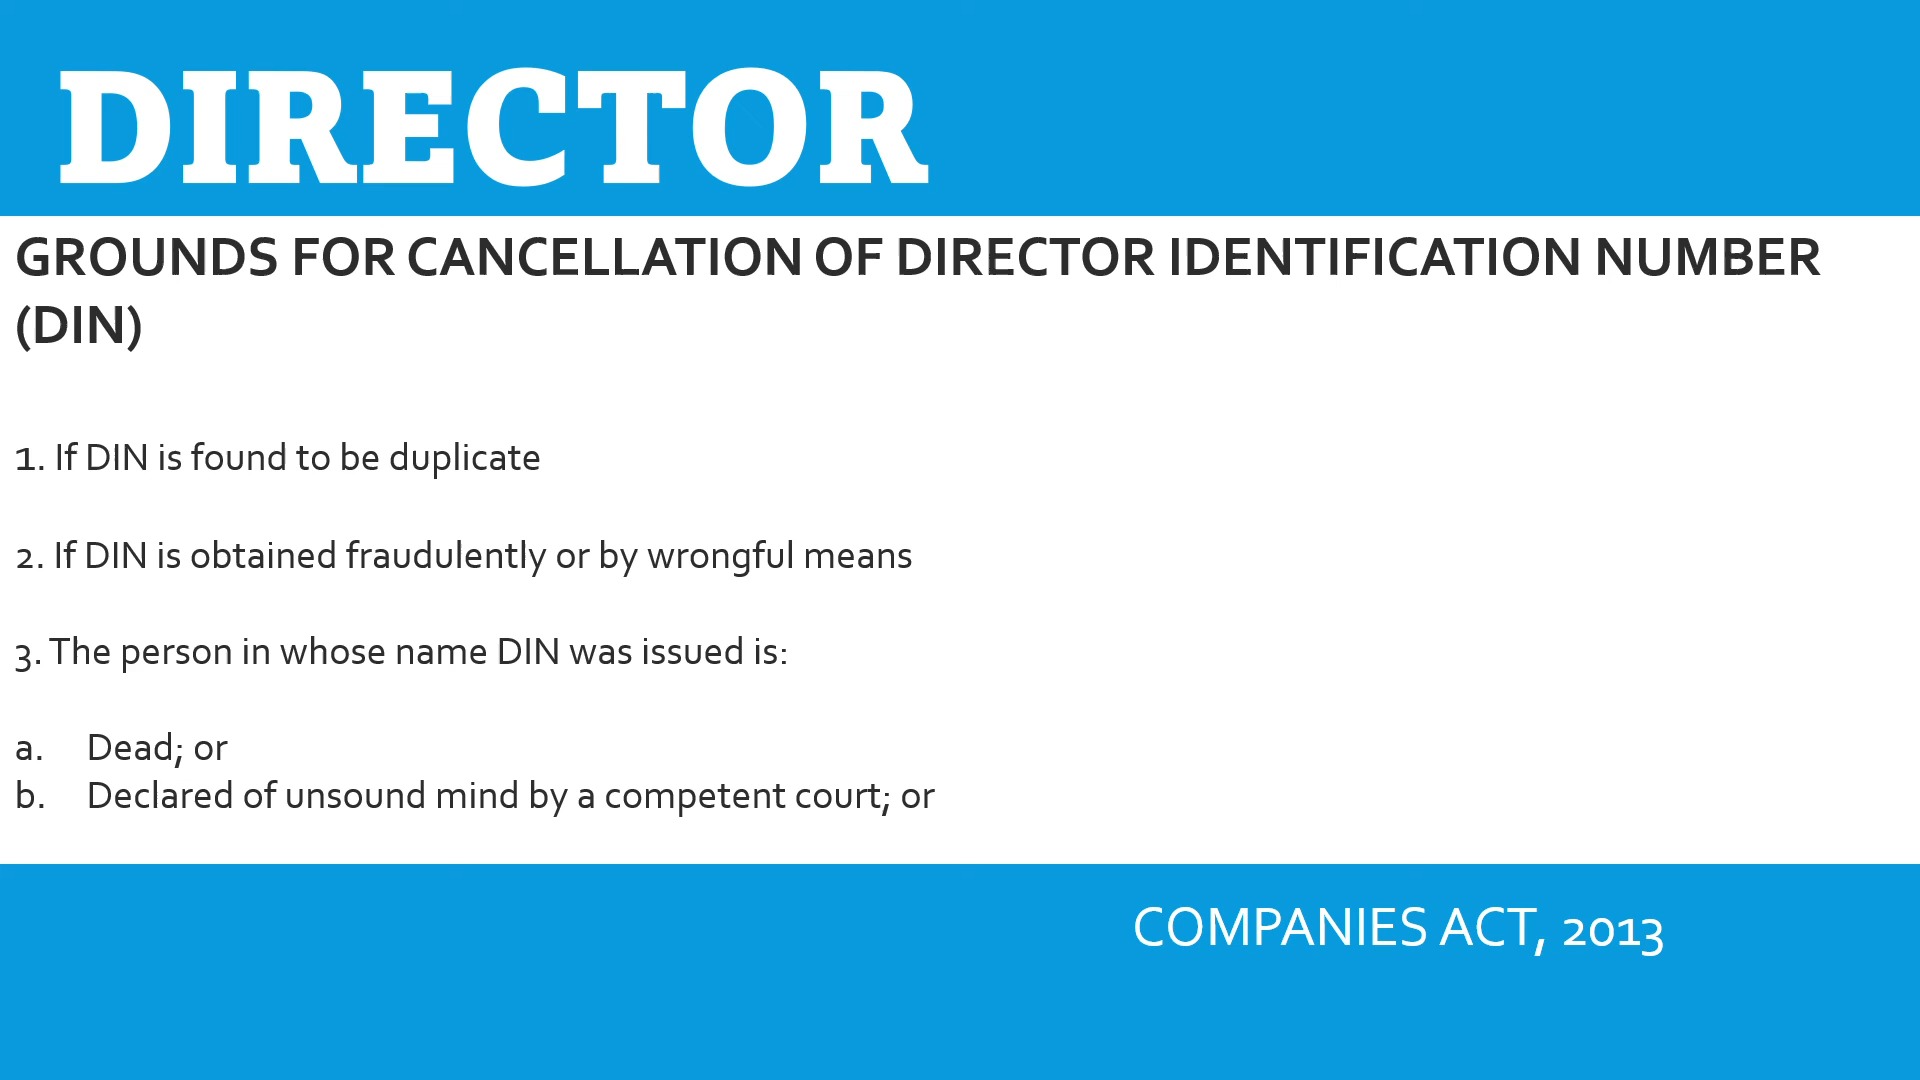 DIRECTOR
GROUNDS FOR CANCELLATION OF DIRECTOR IDENTIFICATION NUMBER
(DIN)
1. If DIN is found to be duplicate
2. If DIN is obtained fraudulently or by wrongful means
3. The person in whose name DIN was issued is:
a. Dead; or
b. Declared of unsound mind by a competent court; or
COMPANIES ACT, 2013